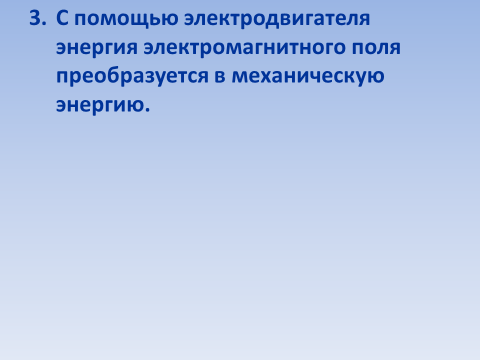 3. С помощью электродвигателя
энергия электромагнитного поля
преобразуется в механическую
энергию.